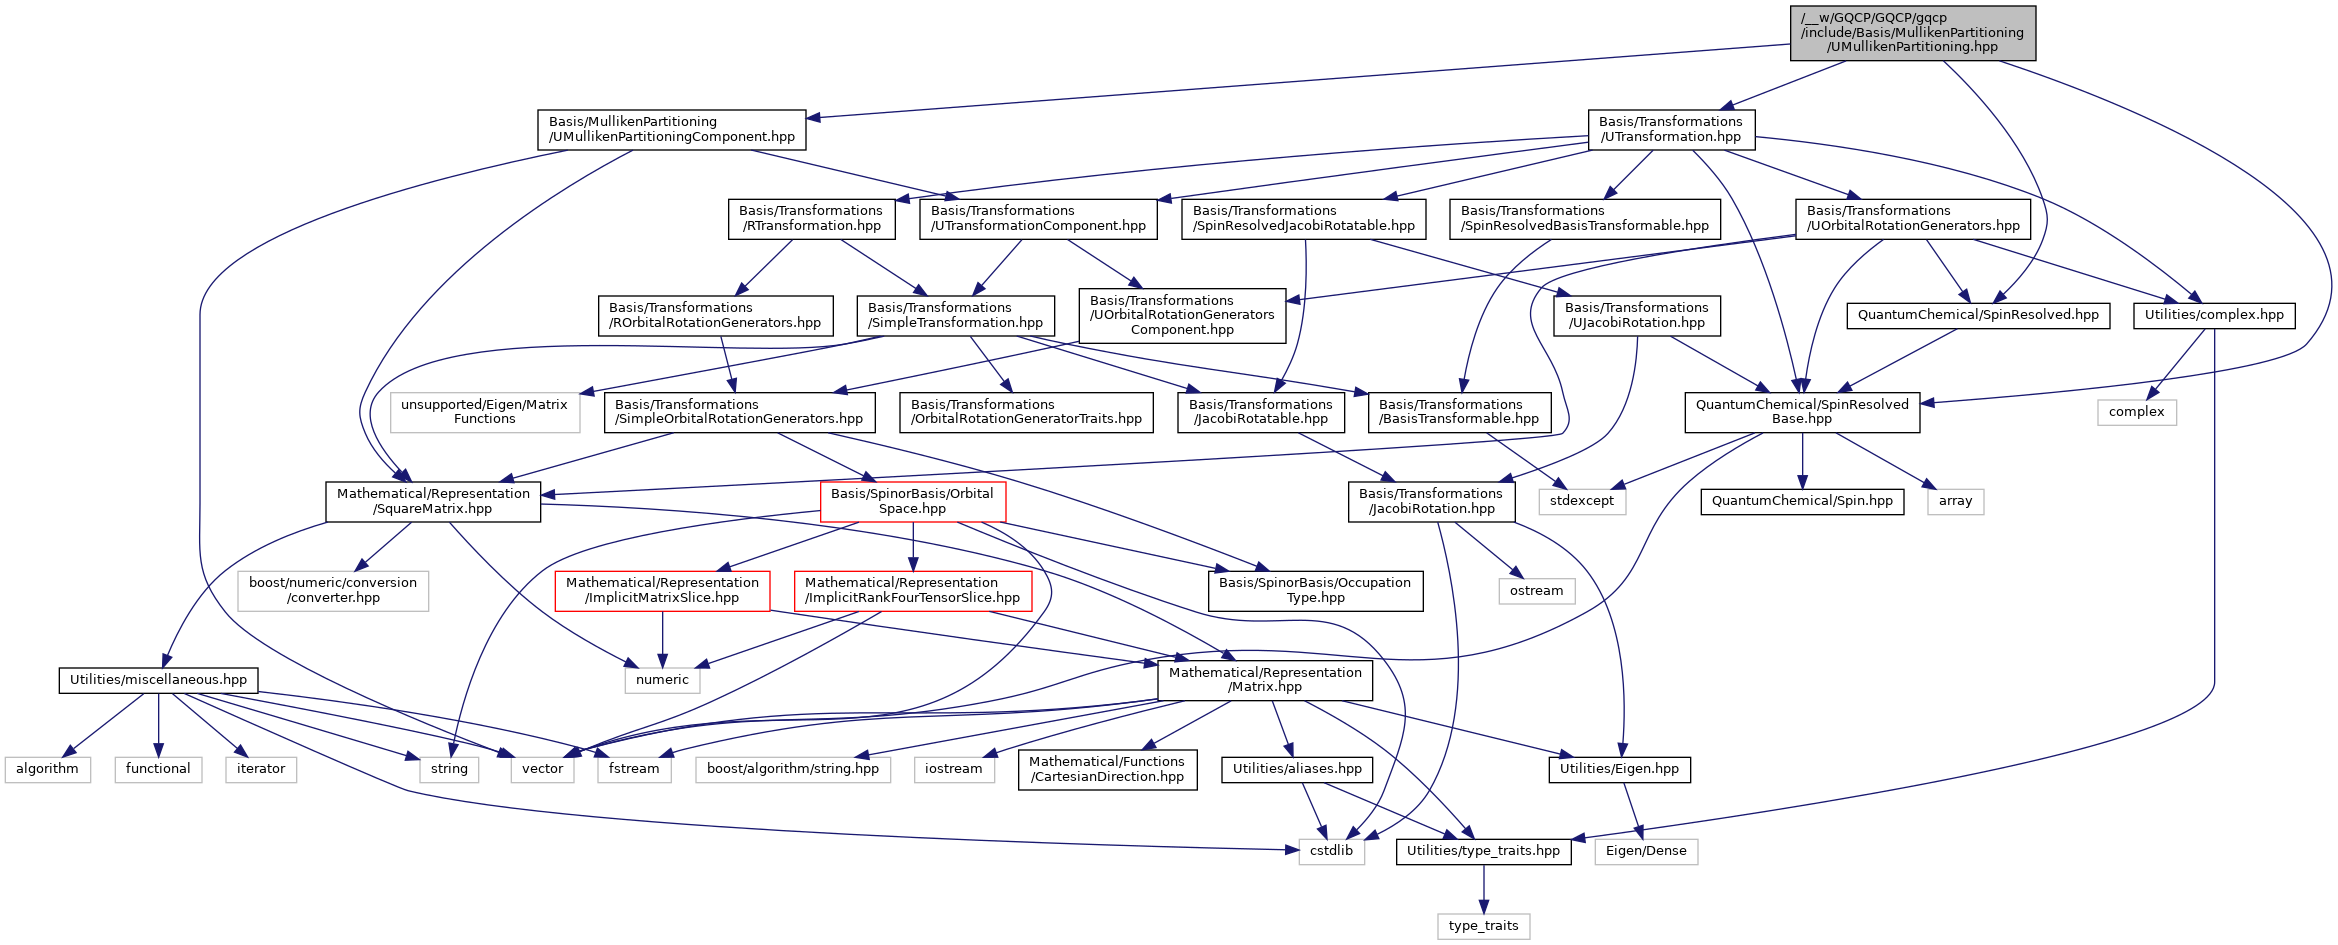 /__w/GQCP/GQCP/gqcp
/include/Basis/MullikenPartitioning
/UMullikenPartitioning.hpp
Basis/MullikenPartitioning
/UMullikenPartitioningComponent.hpp
Basis/Transformations
/UTransformation.hpp
Basis/Transformations
/RTransformation.hpp
Basis/Transformations
/UTransformationComponent.hpp
Basis/Transformations
/SpinResolvedJacobiRotatable.hpp
Basis/Transformations
/SpinResolvedBasisTransformable.hpp
Basis/Transformations
/UOrbitalRotationGenerators.hpp
Basis/Transformations
/ROrbitalRotationGenerators.hpp
Basis/Transformations
/SimpleTransformation.hpp
Basis/Transformations
/UOrbitalRotationGenerators
Component.hpp
Basis/Transformations
/UJacobiRotation.hpp
QuantumChemical/SpinResolved.hpp
Utilities/complex.hpp
unsupported/Eigen/Matrix
Functions
Basis/Transformations
/SimpleOrbitalRotationGenerators.hpp
Basis/Transformations
/OrbitalRotationGeneratorTraits.hpp
Basis/Transformations
/JacobiRotatable.hpp
Basis/Transformations
/BasisTransformable.hpp
QuantumChemical/SpinResolved
Base.hpp
complex
Mathematical/Representation
/SquareMatrix.hpp
Basis/SpinorBasis/Orbital
Space.hpp
Basis/Transformations
/JacobiRotation.hpp
stdexcept
QuantumChemical/Spin.hpp
array
boost/numeric/conversion
/converter.hpp
Mathematical/Representation
/ImplicitMatrixSlice.hpp
Mathematical/Representation
/ImplicitRankFourTensorSlice.hpp
Basis/SpinorBasis/Occupation
Type.hpp
ostream
Utilities/miscellaneous.hpp
numeric
Mathematical/Representation
/Matrix.hpp
algorithm
functional
iterator
string
vector
fstream
boost/algorithm/string.hpp
iostream
Mathematical/Functions
/CartesianDirection.hpp
Utilities/aliases.hpp
Utilities/Eigen.hpp
cstdlib
Utilities/type_traits.hpp
Eigen/Dense
type_traits